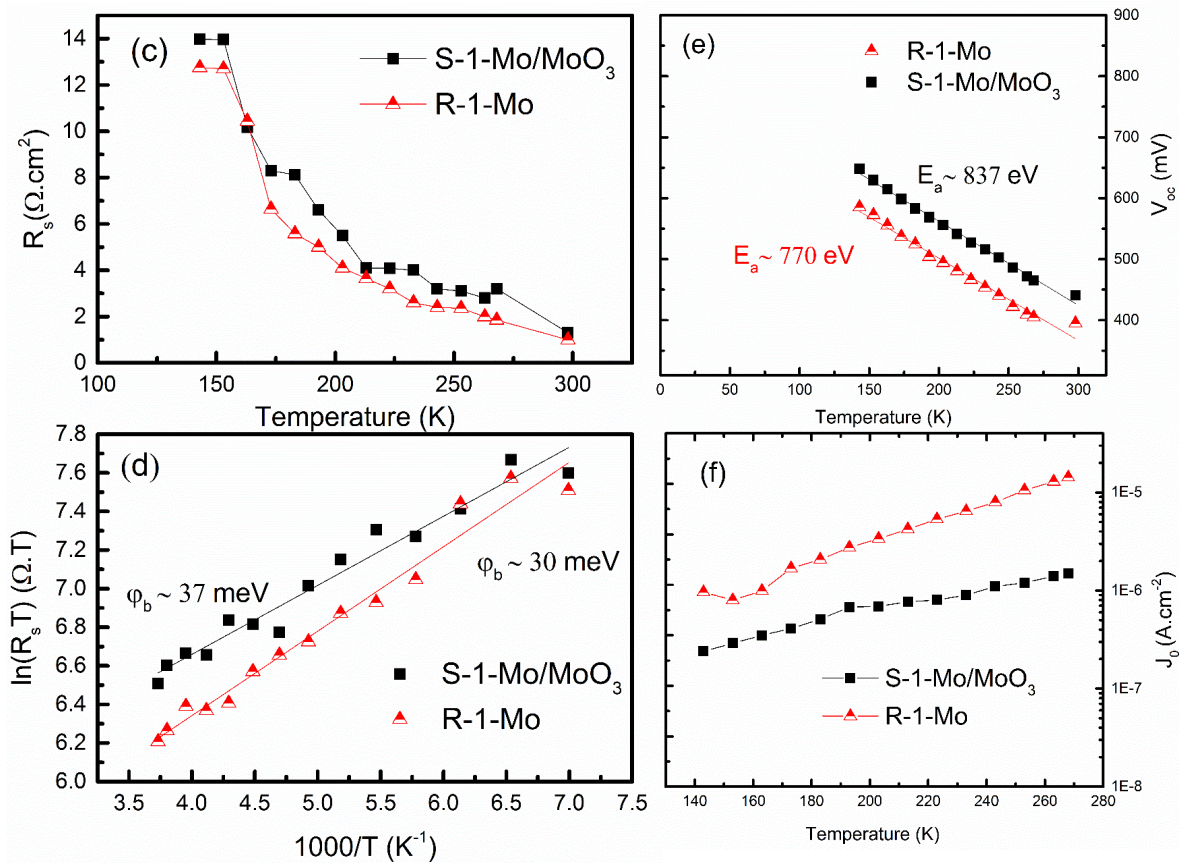 (c)
S-1-Mo/MoO3
R-1-Mo
Rs(Ω.cm²)
14
12
10
8
6
4
2
0
100
150
200
250
300
Temperature (K)
(e)
R-1-Mo
S-1-Mo/MoO3
Ea~ 837 eV
Ea~ 770 eV
Voc (mV)
900
800
700
600
500
400
0
50
100
150
200
250
300
Temperature (K)
(d)
φb ~ 37 meV
φb ~ 30 meV
S-1-Mo/MoO3
R-1-Mo
ln(RsT) (Ω.T)
7.8
7.6
7.4
7.2
7.0
6.8
6.6
6.4
6.2
6.0
3.5
4.0
4.5
5.0
5.5
6.0
6.5
7.0
7.5
1000/T (K⁻¹)
(f)
S-1-Mo/MoO3
R-1-Mo
J0 (A.cm⁻²)
1E-5
1E-6
1E-7
1E-8
140
160
180
200
220
240
260
280
Temperature (K)